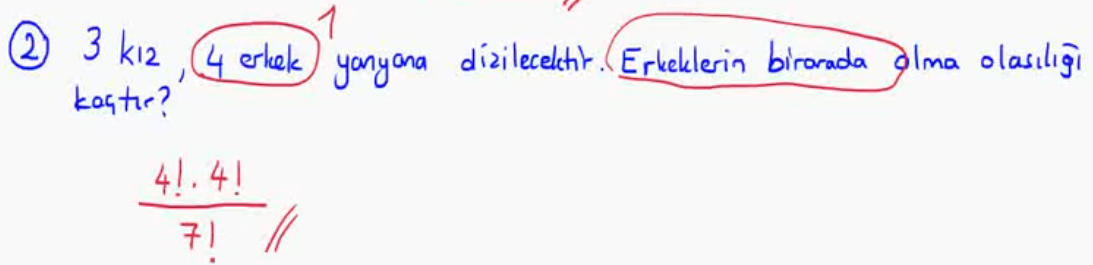 1
② 3 kız, 4 erkek yanyana dizilecektir. Erkeklerin birarada olma olasılığı
kaçtır?
4! . 4!
7!